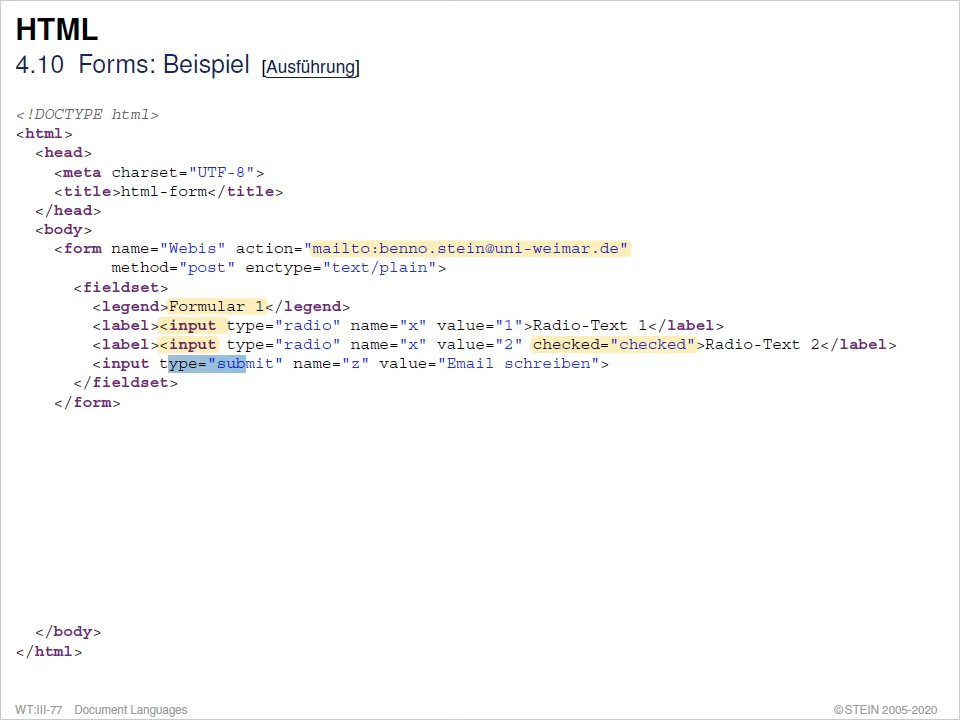 HTML
4.10 Forms: Beispiel [Ausführung]
<!DOCTYPE html>
<html>
<head>
<meta charset="UTF-8">
<title>html-form</title>
</head>
<body>
<form name="Webis" action="mailto:benno.stein@uni-weimar.de"
method="post" enctype="text/plain">
<fieldset>
<legend>Formular 1</legend>
<label><input type="radio" name="x" value="1">Radio-Text 1</label>
<label><input type="radio" name="x" value="2" checked="checked">Radio-Text 2</label>
<input type="submit" name="z" value="Email schreiben">
</fieldset>
</form>
</body>
</html>
WT:III-77 Document Languages
©STEIN 2005-2020